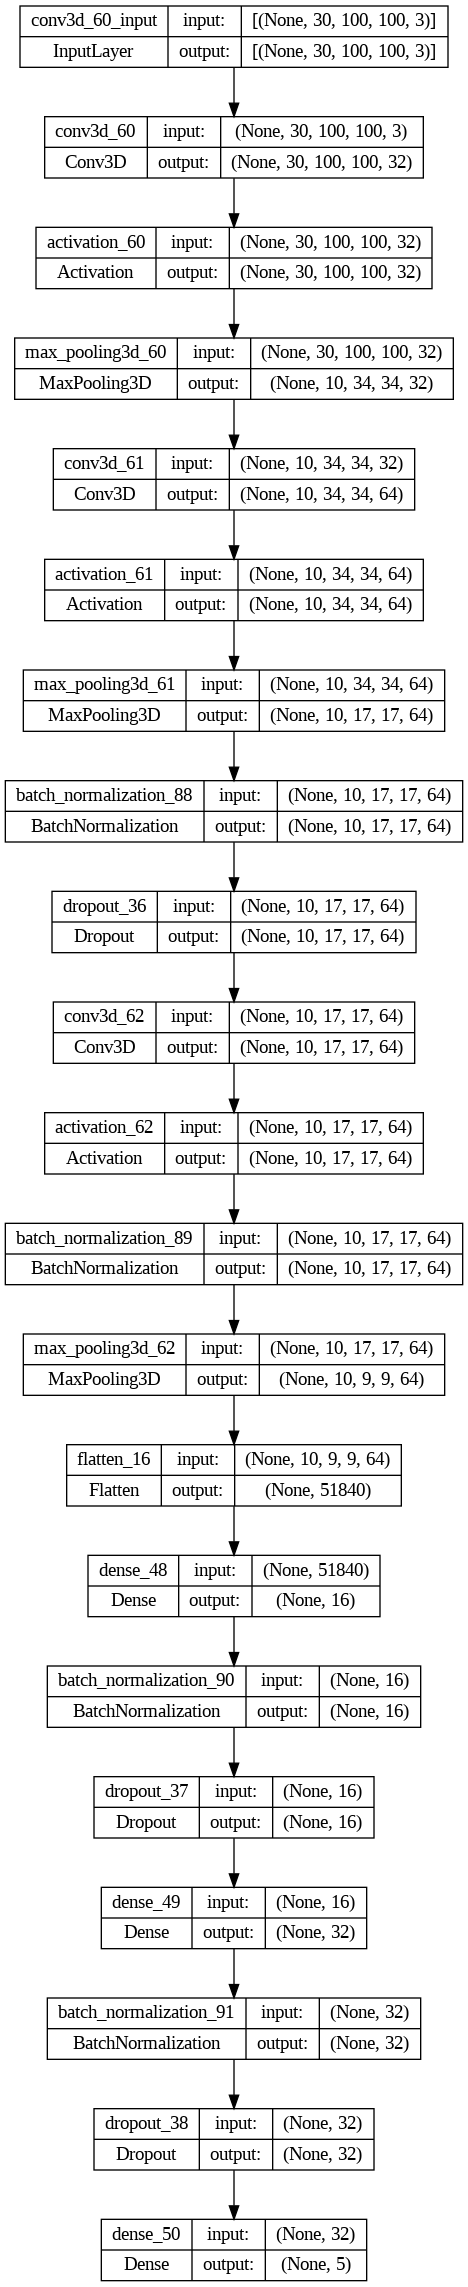 conv3d_60_input input: [(None, 30, 100, 100, 3)]
InputLayer output: [(None, 30, 100, 100, 3)]
conv3d_60 input: (None, 30, 100, 100, 3)
Conv3D output: (None, 30, 100, 100, 32)
activation_60 input: (None, 30, 100, 100, 32)
Activation output: (None, 30, 100, 100, 32)
max_pooling3d_60 input: (None, 30, 100, 100, 32)
MaxPooling3D output: (None, 10, 34, 34, 32)
conv3d_61 input: (None, 10, 34, 34, 32)
Conv3D output: (None, 10, 34, 34, 64)
activation_61 input: (None, 10, 34, 34, 64)
Activation output: (None, 10, 34, 34, 64)
max_pooling3d_61 input: (None, 10, 34, 34, 64)
MaxPooling3D output: (None, 10, 17, 17, 64)
batch_normalization_88 input: (None, 10, 17, 17, 64)
BatchNormalization output: (None, 10, 17, 17, 64)
dropout_36 input: (None, 10, 17, 17, 64)
Dropout output: (None, 10, 17, 17, 64)
conv3d_62 input: (None, 10, 17, 17, 64)
Conv3D output: (None, 10, 17, 17, 64)
activation_62 input: (None, 10, 17, 17, 64)
Activation output: (None, 10, 17, 17, 64)
batch_normalization_89 input: (None, 10, 17, 17, 64)
BatchNormalization output: (None, 10, 17, 17, 64)
max_pooling3d_62 input: (None, 10, 17, 17, 64)
MaxPooling3D output: (None, 10, 9, 9, 64)
flatten_16 input: (None, 10, 9, 9, 64)
Flatten output: (None, 51840)
dense_48 input: (None, 51840)
Dense output: (None, 16)
batch_normalization_90 input: (None, 16)
BatchNormalization output: (None, 16)
dropout_37 input: (None, 16)
Dropout output: (None, 16)
dense_49 input: (None, 16)
Dense output: (None, 32)
batch_normalization_91 input: (None, 32)
BatchNormalization output: (None, 32)
dropout_38 input: (None, 32)
Dropout output: (None, 32)
dense_50 input: (None, 32)
Dense output: (None, 5)